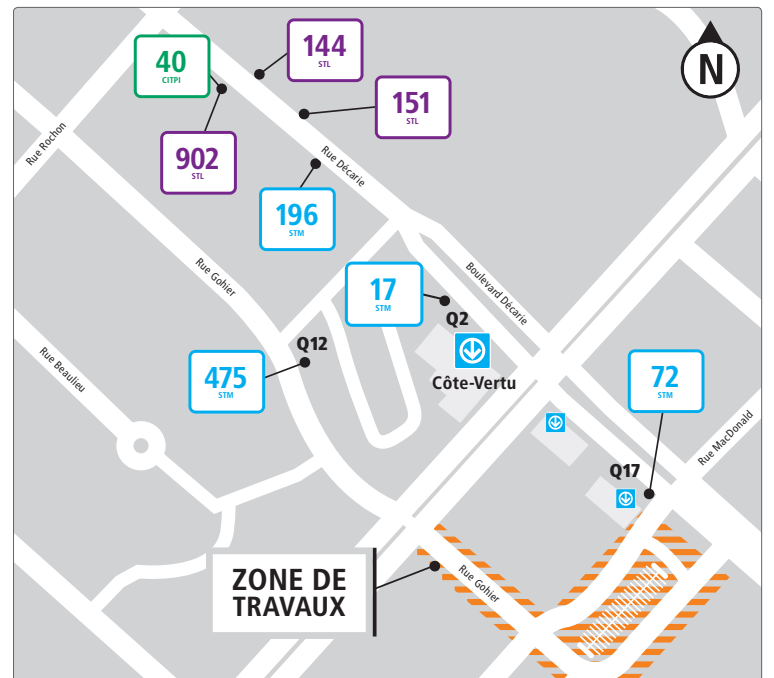 40
CITPI
144
STL
N
151
STL
Rue Rochon
902
STL
Rue Décarie
196
STM
Rue Gohier
17
STM
Boulevard Décarie
Q2
Q12
Rue Beaulieu
475
STM
Côte-Vertu
72
STM
Rue MacDonald
Q17
ZONE DE
TRAVAUX
Rue Gohier